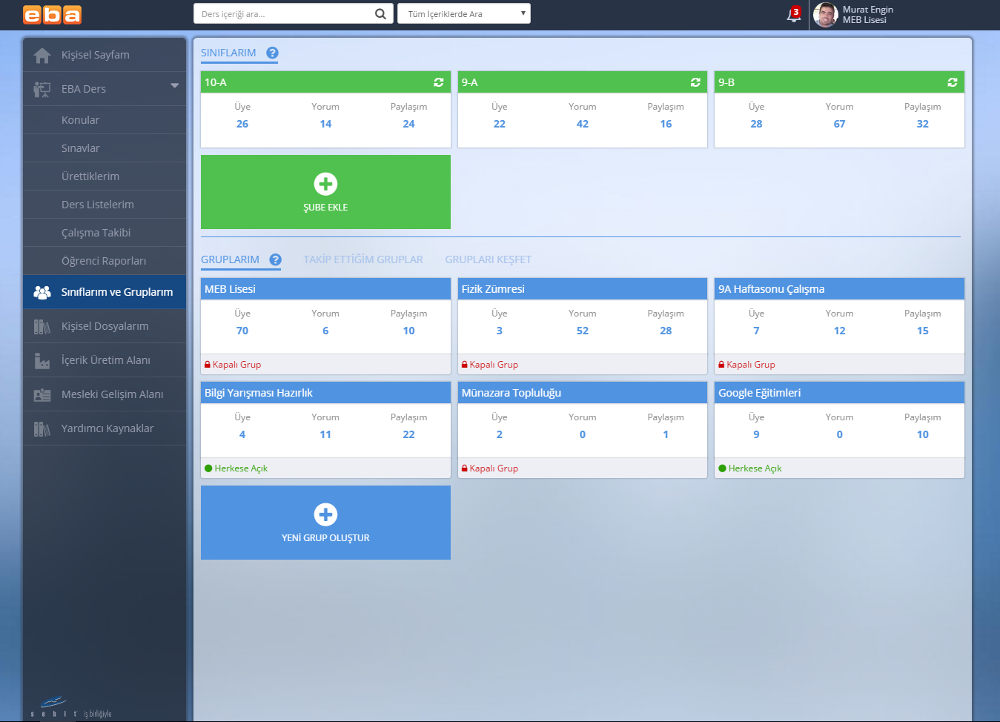 eba
Ders içeriği ara...
Tüm İçeriklerde Ara
3
Murat Engin
MEB Lisesi
Kişisel Sayfam
EBA Ders
Konular
Sınavlar
Ürettiklerim
Ders Listelerim
Çalışma Takibi
Öğrenci Raporları
Sınıflarım ve Gruplarım
Kişisel Dosyalarım
İçerik Üretim Alanı
Mesleki Gelişim Alanı
Yardımcı Kaynaklar
sebit iş birliğiyle
SINIFLARIM ?
10-A
Üye Yorum Paylaşım
26 14 24
9-A
Üye Yorum Paylaşım
22 42 16
9-B
Üye Yorum Paylaşım
28 67 32
ŞUBE EKLE
GRUPLARIM ? TAKİP ETTİĞİM GRUPLAR GRUPLARI KEŞFET
MEB Lisesi
Üye Yorum Paylaşım
70 6 10
Kapalı Grup
Fizik Zümresi
Üye Yorum Paylaşım
3 52 28
Kapalı Grup
9A Haftasonu Çalışma
Üye Yorum Paylaşım
7 12 15
Kapalı Grup
Bilgi Yarışması Hazırlık
Üye Yorum Paylaşım
4 11 22
Herkese Açık
Münazara Topluluğu
Üye Yorum Paylaşım
2 0 1
Kapalı Grup
Google Eğitimleri
Üye Yorum Paylaşım
9 0 10
Herkese Açık
YENİ GRUP OLUŞTUR